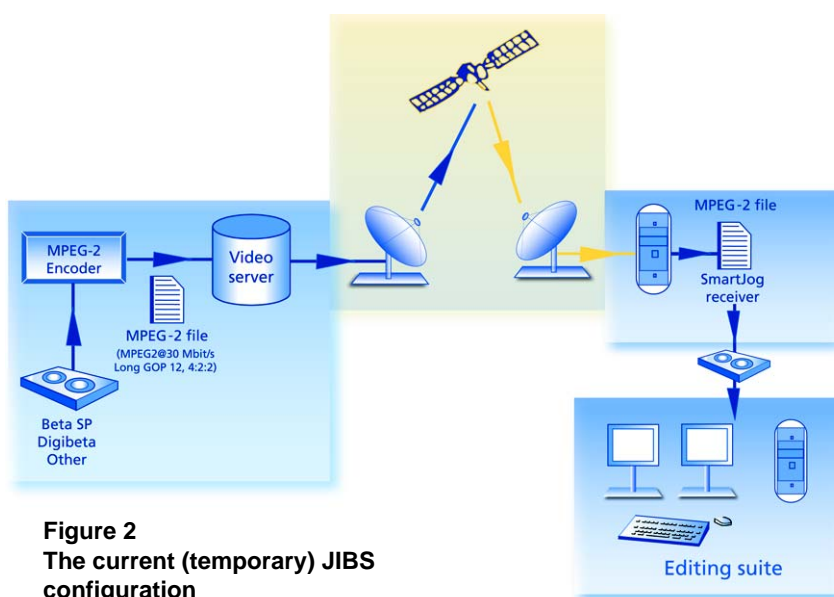 MPEG-2
Encoder
Video
server
MPEG-2 file
(MPEG2@30 Mbit/s
Long GOP 12, 4:2:2)
Beta SP
Digibeta
Other
MPEG-2 file
SmartJog
receiver
Editing suite
Figure 2
The current (temporary) JIBS
configuration